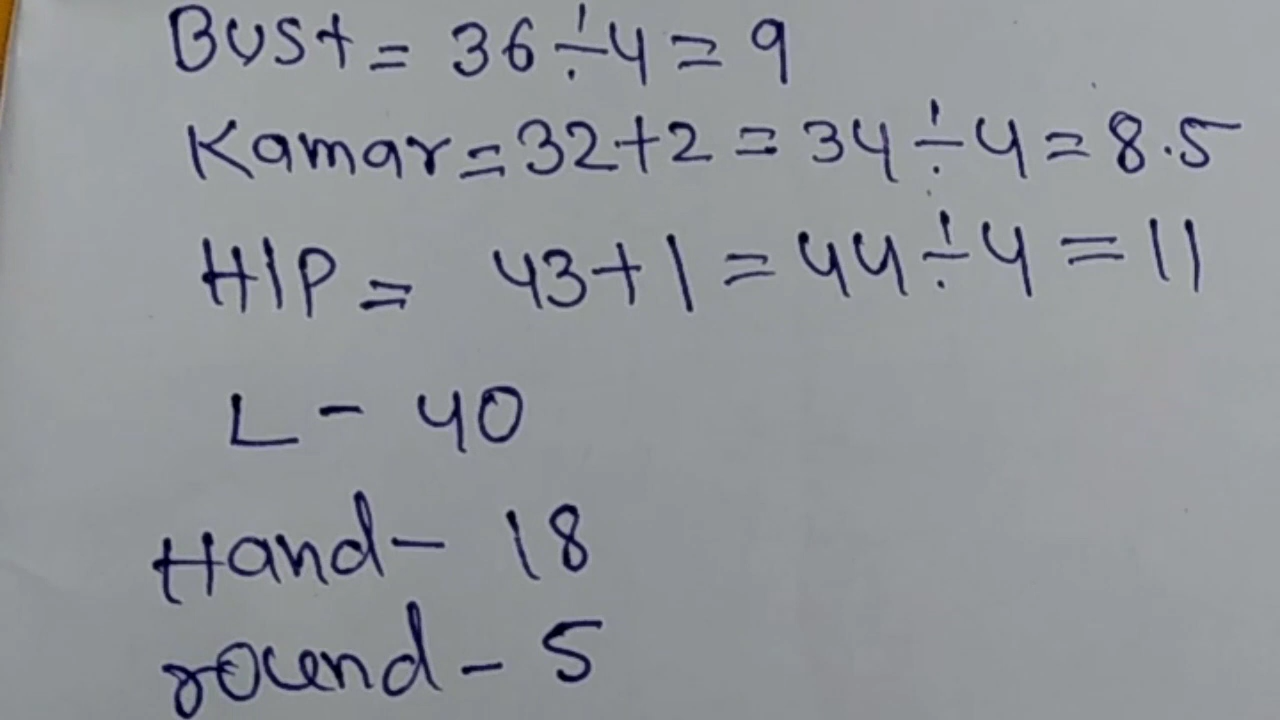 Bust = 36 ÷ 4 = 9
Kamar = 32 + 2 = 34 ÷ 4 = 8.5
HIP = 43 + 1 = 44 ÷ 4 = 11
L - 40
Hand - 18
round - 5